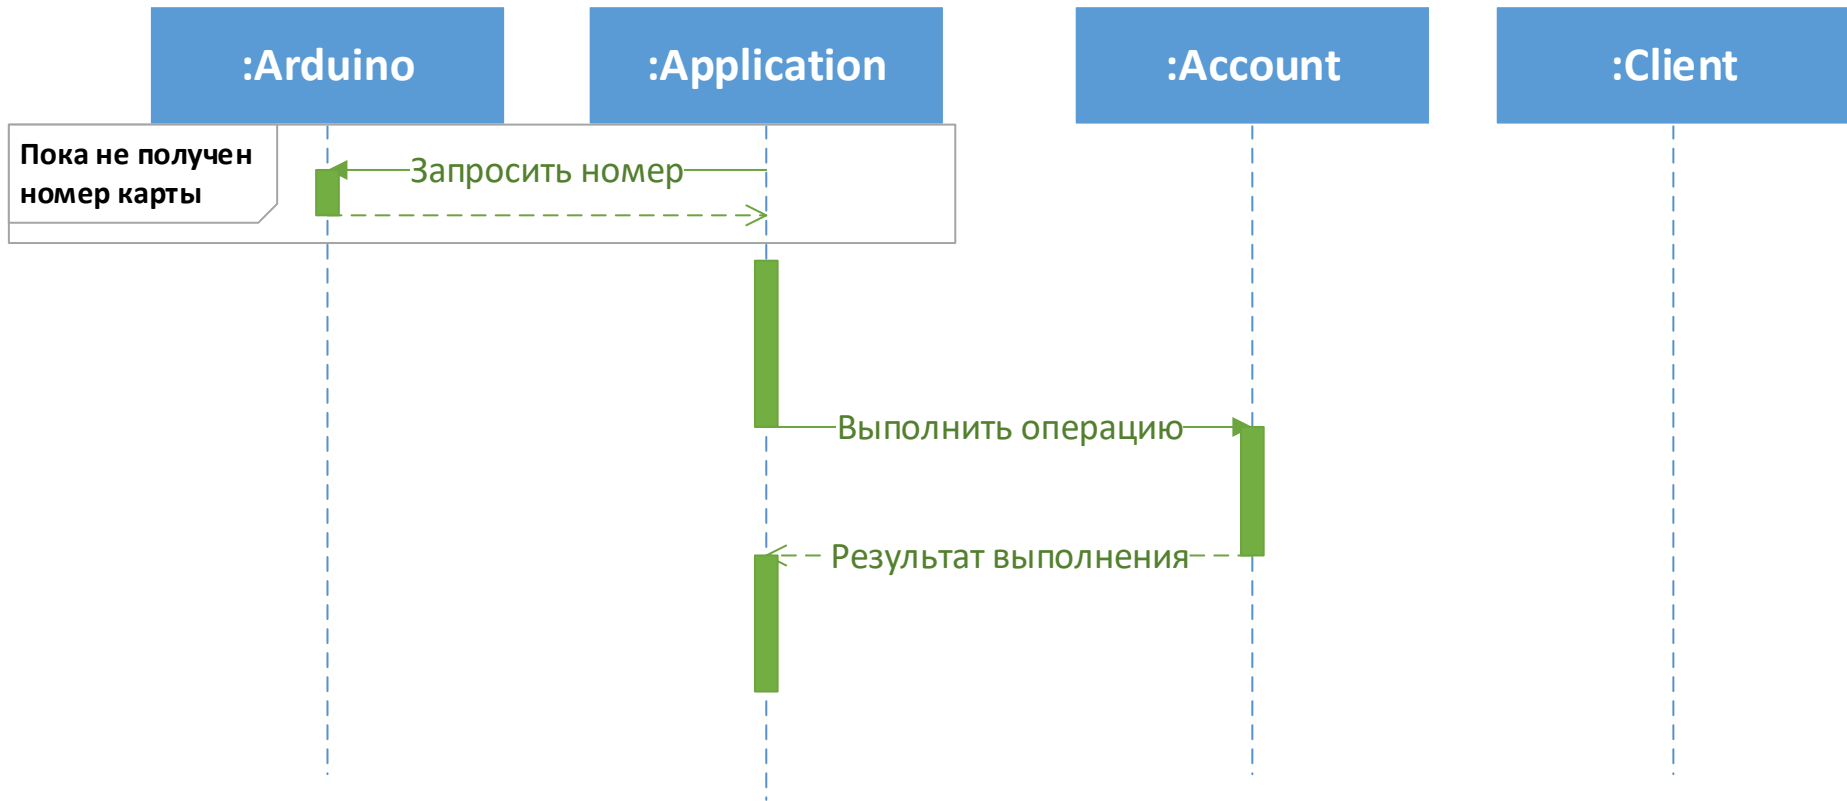 :Arduino
:Application
:Account
:Client
Пока не получен
номер карты
Запросить номер
Выполнить операцию
Результат выполнения